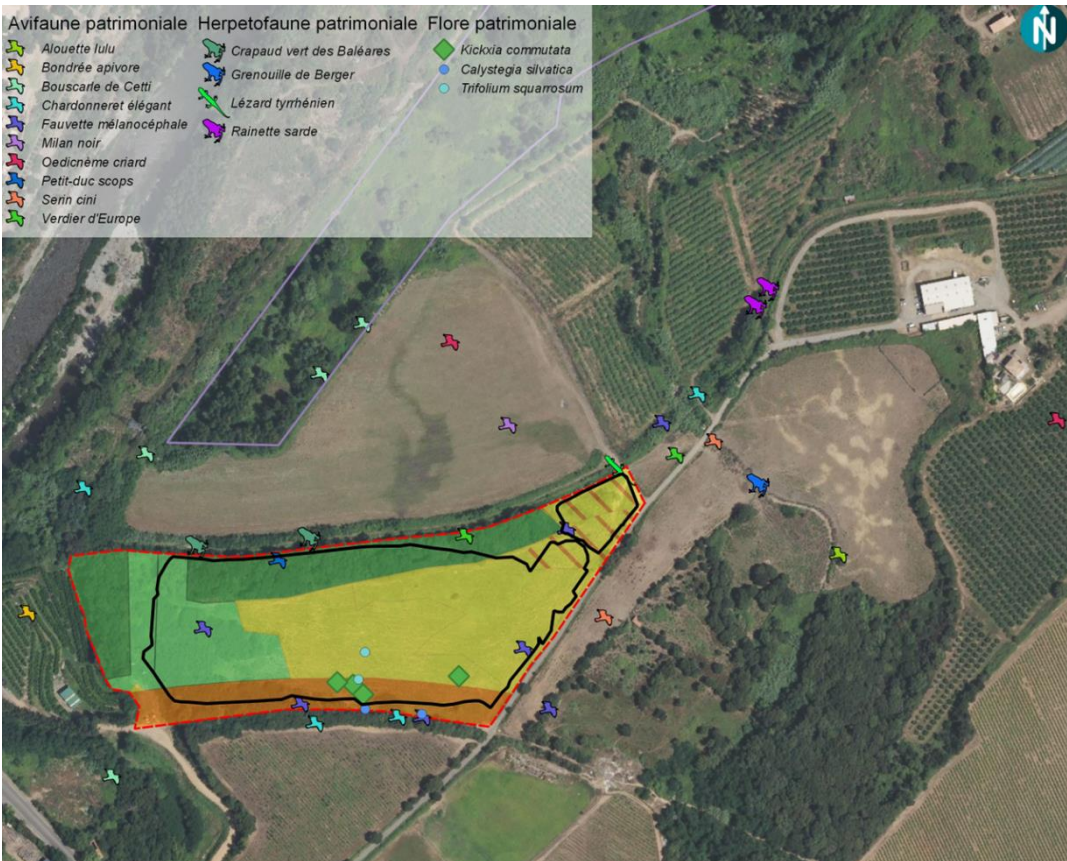 Avifaune patrimoniale
Alouette lulu
Bondrée apivore
Bouscarle de Cetti
Chardonneret élégant
Fauvette mélanocéphale
Milan noir
Oedicnème criard
Petit-duc scops
Serin cini
Verdier d'Europe
Herpetofaune patrimoniale
Crapaud vert des Baléares
Grenouille de Berger
Lézard tyrrhénien
Rainette sarde
Flore patrimoniale
Kickxia commutata
Calystegia silvatica
Trifolium squarrosum
N